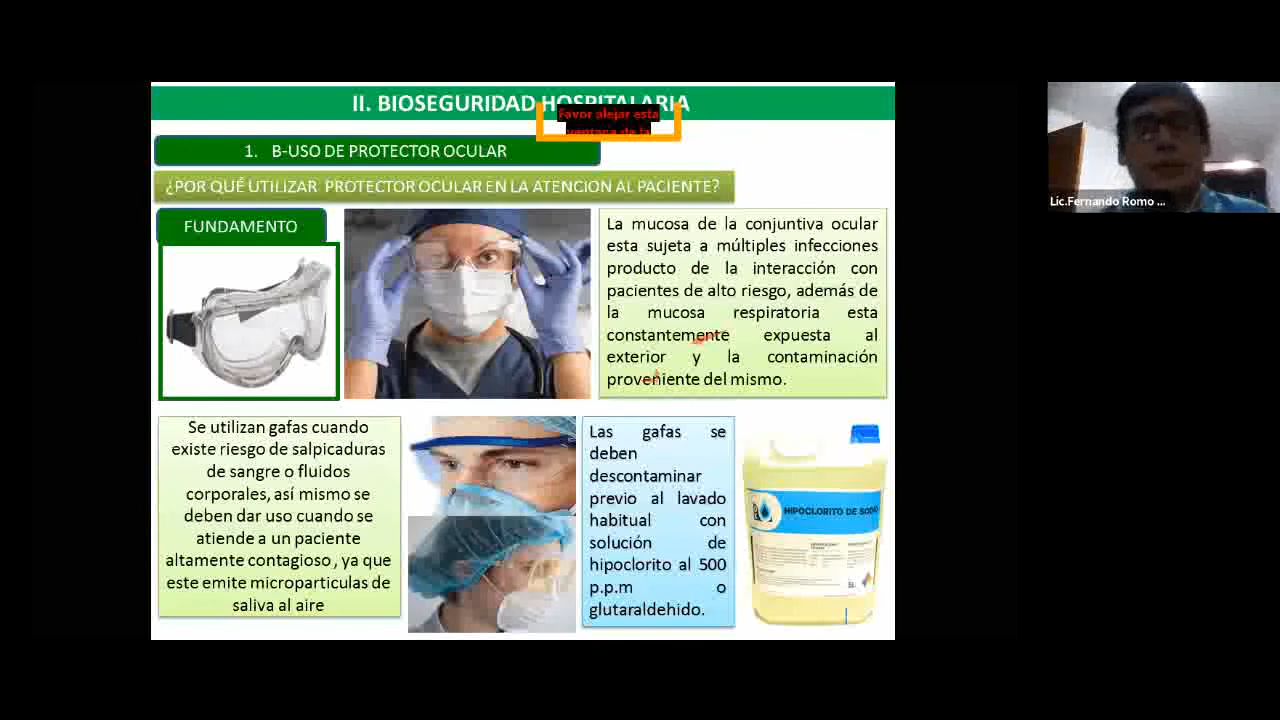 II. BIOSEGURIDAD HOSPITALARIA
Favor alejar esta
ventana de la
1. B-USO DE PROTECTOR OCULAR
¿POR QUÉ UTILIZAR PROTECTOR OCULAR EN LA ATENCION AL PACIENTE?
FUNDAMENTO
La mucosa de la conjuntiva ocular
esta sujeta a múltiples infecciones
producto de la interacción con
pacientes de alto riesgo, además de
la mucosa respiratoria esta
constantemente expuesta al
exterior y la contaminación
proveniente del mismo.
Lic.Fernando Romo ...
Se utilizan gafas cuando
existe riesgo de salpicaduras
de sangre o fluidos
corporales, así mismo se
deben dar uso cuando se
atiende a un paciente
altamente contagioso , ya que
este emite microparticulas de
saliva al aire
Las gafas se
deben
descontaminar
previo al lavado
habitual con
solución de
hipoclorito al 500
p.p.m o
glutaraldehido.
HIPOCLORITO DE SODIO